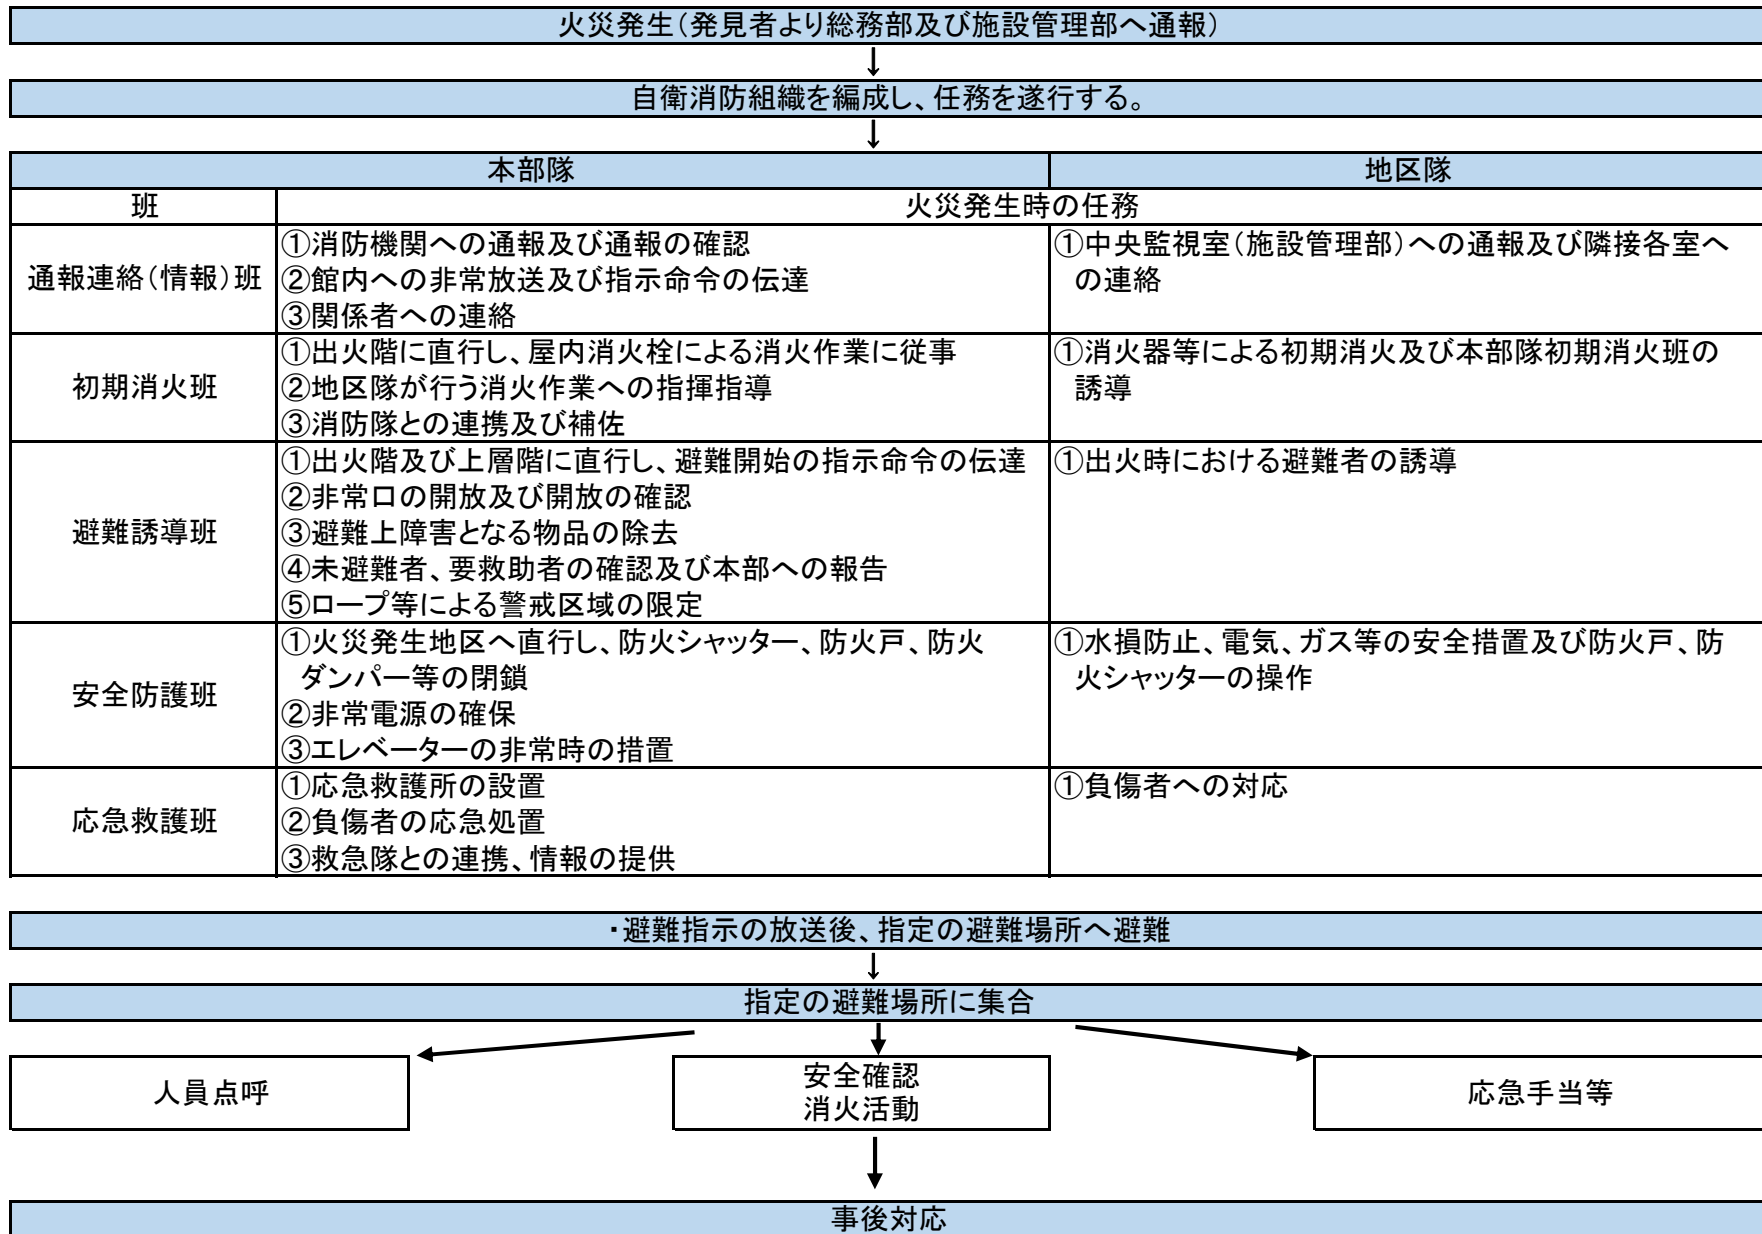 火災発生（発見者より総務部及び施設管理部へ通報）
↓
自衛消防組織を編成し、任務を遂行する。
↓
本部隊
地区隊
班
火災発生時の任務
通報連絡（情報）班
①消防機関への通報及び通報の確認
②館内への非常放送及び指示命令の伝達
③関係者への連絡
①中央監視室（施設管理部）への通報及び隣接各室へ
の連絡
初期消火班
①出火階に直行し、屋内消火栓による消火作業に従事
②地区隊が行う消火作業への指揮指導
③消防隊との連携及び補佐
①消火器等による初期消火及び本部隊初期消火班の
誘導
避難誘導班
①出火階及び上層階に直行し、避難開始の指示命令の伝達
②非常口の開放及び開放の確認
③避難上障害となる物品の除去
④未避難者、要救助者の確認及び本部への報告
⑤ロープ等による警戒区域の限定
①出火時における避難者の誘導
安全防護班
①火災発生地区へ直行し、防火シャッター、防火戸、防火
ダンパー等の閉鎖
②非常電源の確保
③エレベーターの非常時の措置
①水損防止、電気、ガス等の安全措置及び防火戸、防
火シャッターの操作
応急救護班
①応急救護所の設置
②負傷者の応急処置
③救急隊との連携、情報の提供
①負傷者への対応
・避難指示の放送後、指定の避難場所へ避難
↓
指定の避難場所に集合
人員点呼
安全確認
消火活動
応急手当等
事後対応